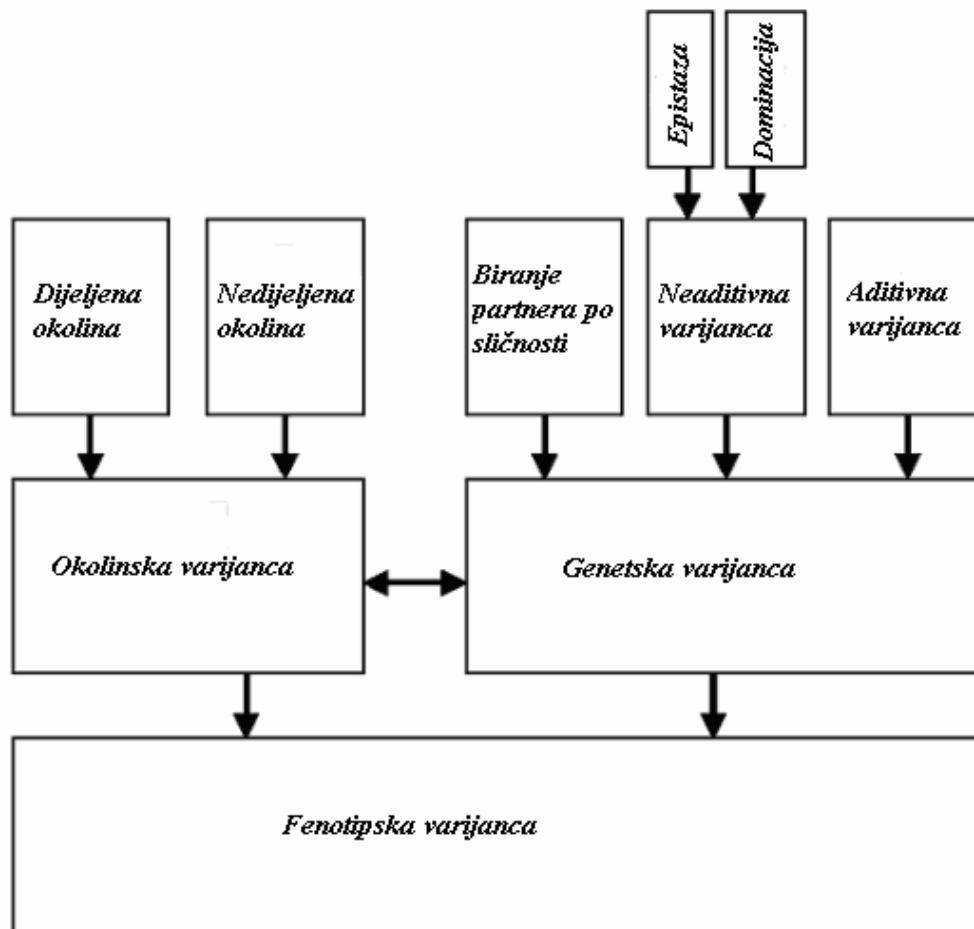 Epistaza
Dominacija
Dijeljena
okolina
Nedijeljena
okolina
Biranje
partnera po
sličnosti
Neaditivna
varijanca
Aditivna
varijanca
Okolinska varijanca
Genetska varijanca
Fenotipska varijanca